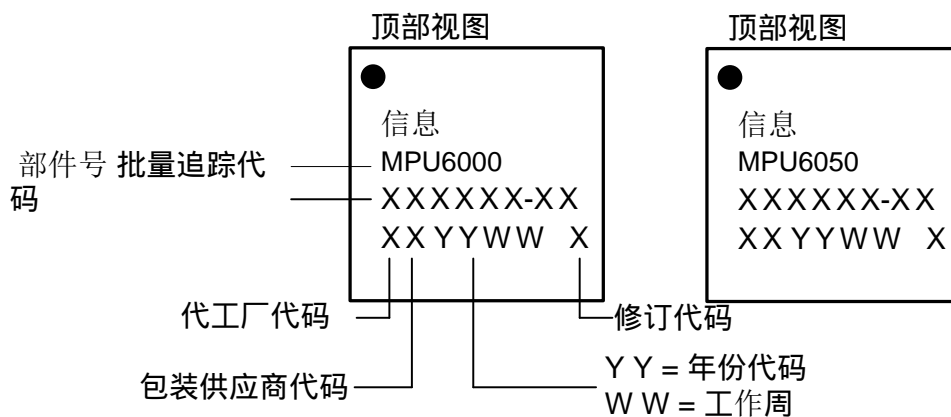 顶部视图
顶部视图
信息
信息
部件号 批量追踪代
码
MPU6000
MPU6050
XXXXXX-XX
XXXXXX-XX
XXYYWW X
XXYYWW X
代工厂代码
修订代码
包装供应商代码
YY = 年份代码
WW = 工作周